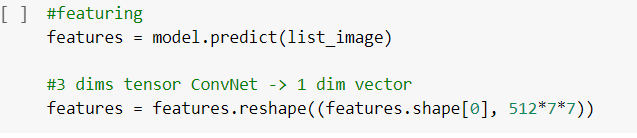 [ ] #featuring
features = model.predict(list_image)
#3 dims tensor ConvNet -> 1 dim vector
features = features.reshape((features.shape[0], 512*7*7))